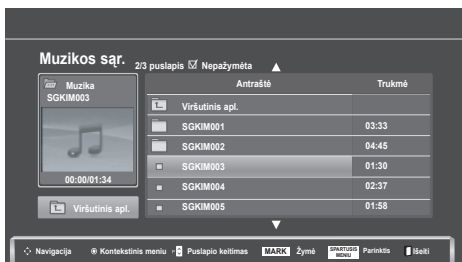 Muzikos sąr. 2/3 puslapis ☑ Nepažymėta
Muzika
SGKIM003
00:00/01:34
Viršutinis apl.
Antraštė Trukmė
Viršutinis apl.
SGKIM001 03:33
SGKIM002 04:45
SGKIM003 01:30
SGKIM004 02:37
SGKIM005 01:58
Navigacija Kontekstinis meniu Puslapio keitimas MARK Žymė SPARTUSIS MENIU Parinktis Išeiti